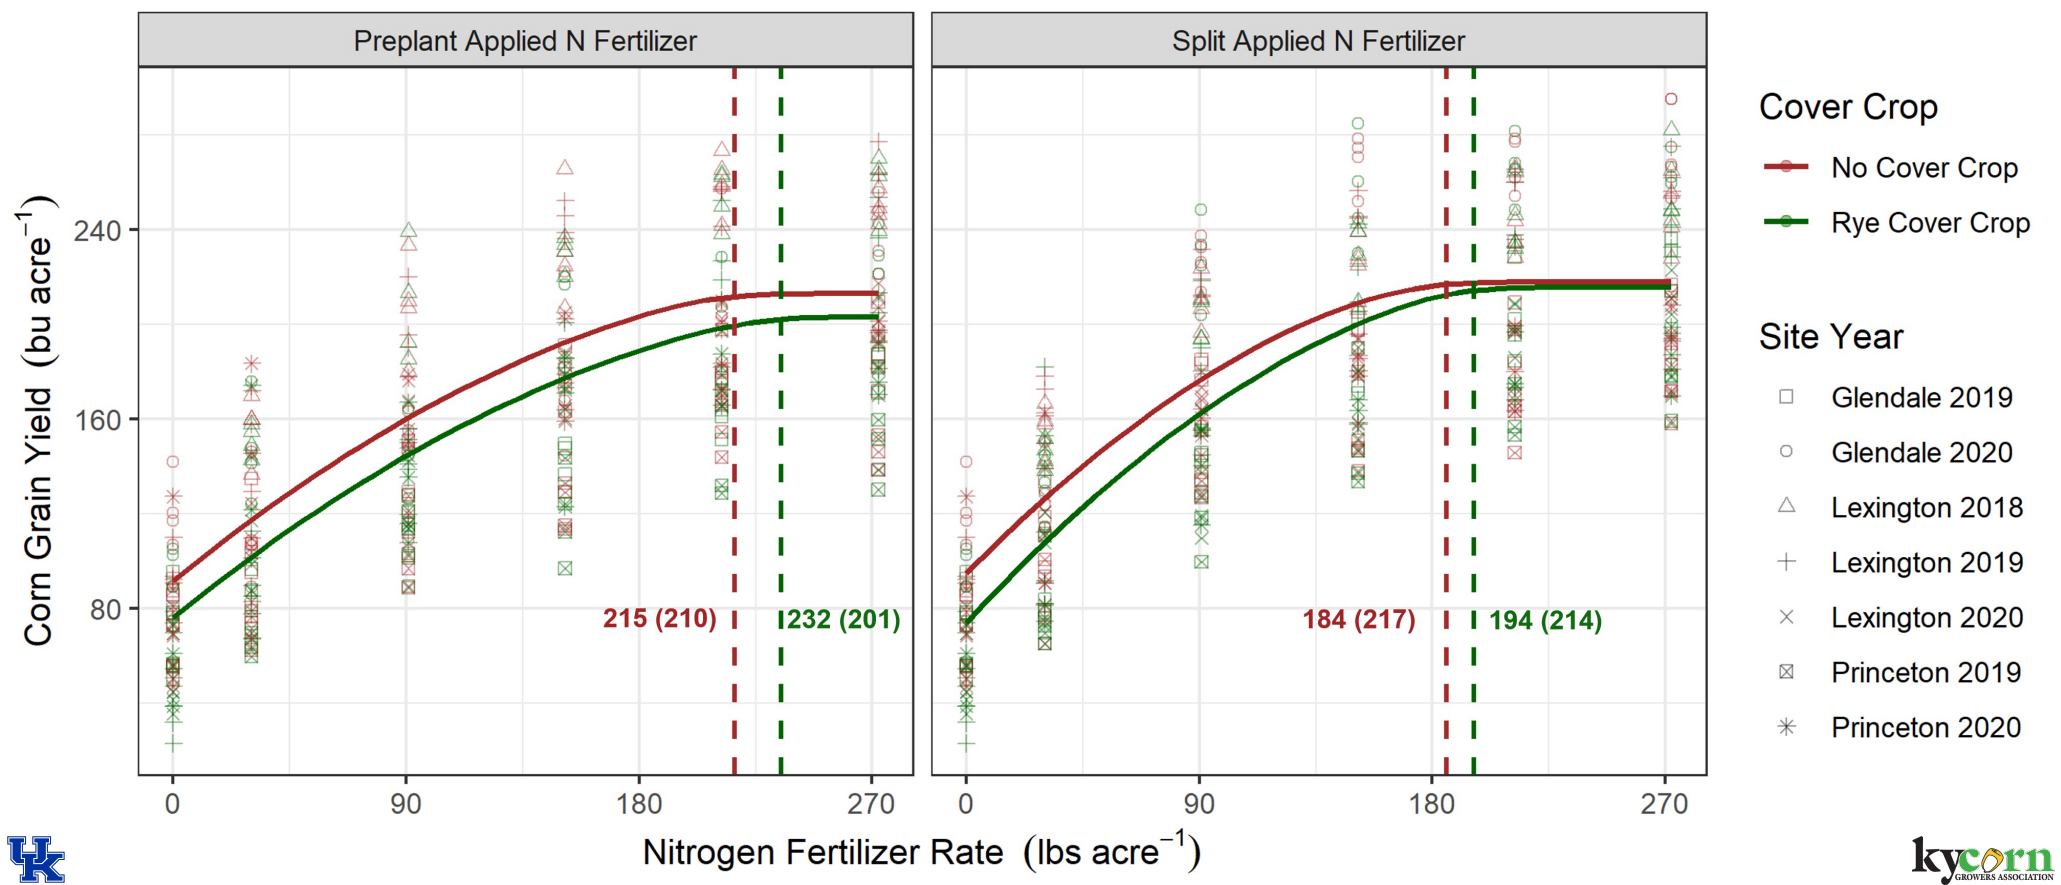 Preplant Applied N Fertilizer
Split Applied N Fertilizer
Corn Grain Yield (bu acre⁻¹)
240
160
80
215 (210)
232 (201)
184 (217)
194 (214)
0 90 180 270
0 90 180 270
Nitrogen Fertilizer Rate (lbs acre⁻¹)
Cover Crop
No Cover Crop
Rye Cover Crop
Site Year
Glendale 2019
Glendale 2020
Lexington 2018
Lexington 2019
Lexington 2020
Princeton 2019
Princeton 2020
UK
kycorn
GROWERS ASSOCIATION